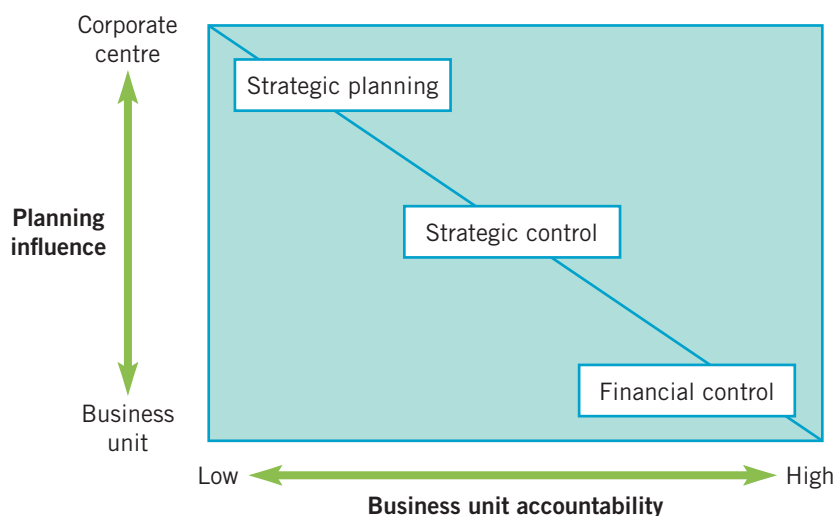 Corporate
centre
Strategic planning
Planning
influence
Strategic control
Financial control
Business
unit
Low
High
Business unit accountability